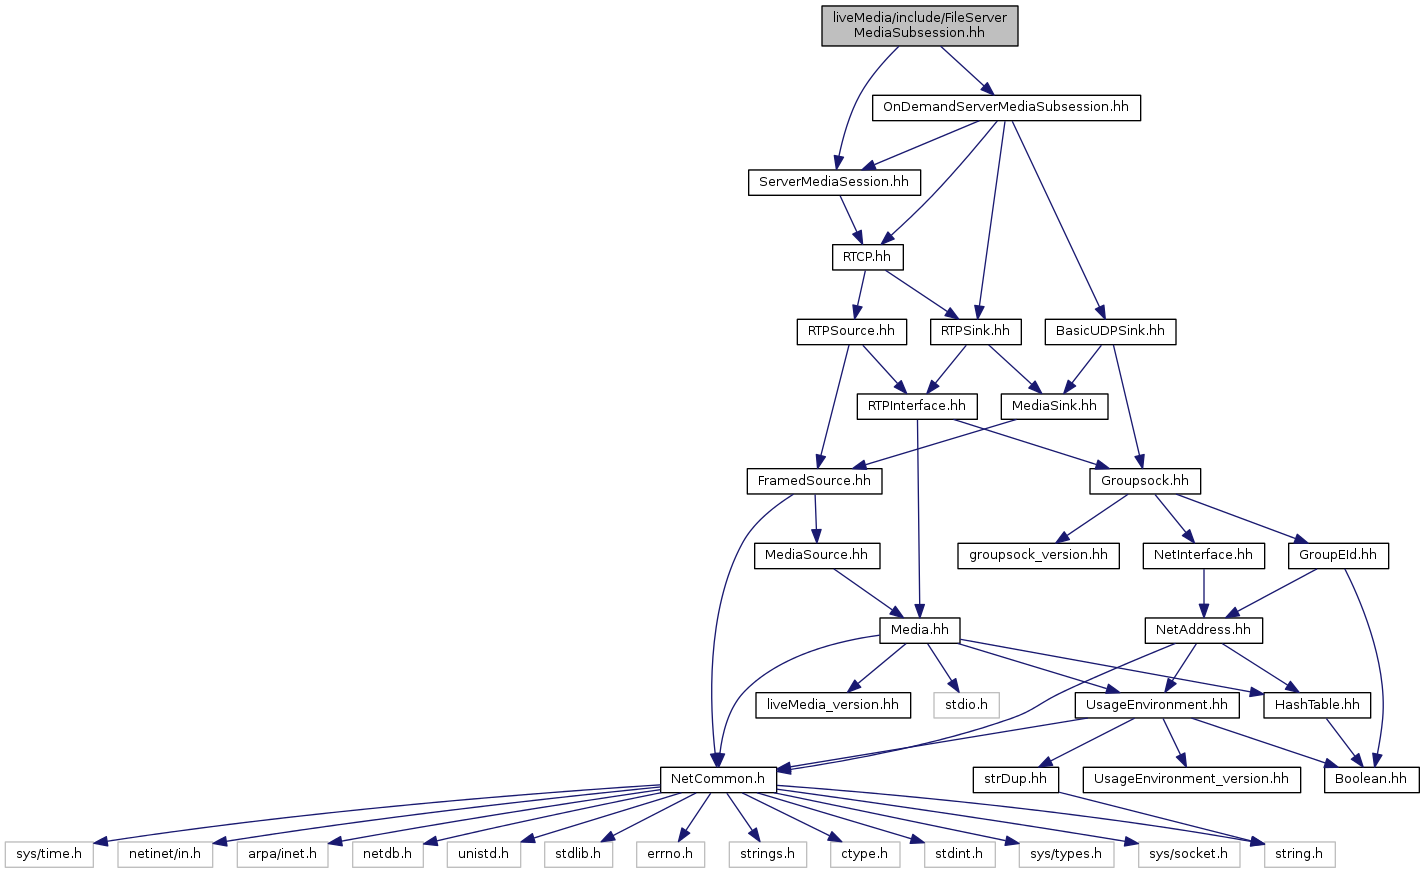 liveMedia/include/FileServer
MediaSubsession.hh
OnDemandServerMediaSubsession.hh
ServerMediaSession.hh
RTCP.hh
RTPSource.hh
RTPSink.hh
BasicUDPSink.hh
RTPInterface.hh
MediaSink.hh
FramedSource.hh
Groupsock.hh
MediaSource.hh
groupsock_version.hh
NetInterface.hh
GroupEId.hh
Media.hh
NetAddress.hh
liveMedia_version.hh
stdio.h
UsageEnvironment.hh
HashTable.hh
NetCommon.h
strDup.hh
UsageEnvironment_version.hh
Boolean.hh
sys/time.h
netinet/in.h
arpa/inet.h
netdb.h
unistd.h
stdlib.h
errno.h
strings.h
ctype.h
stdint.h
sys/types.h
sys/socket.h
string.h